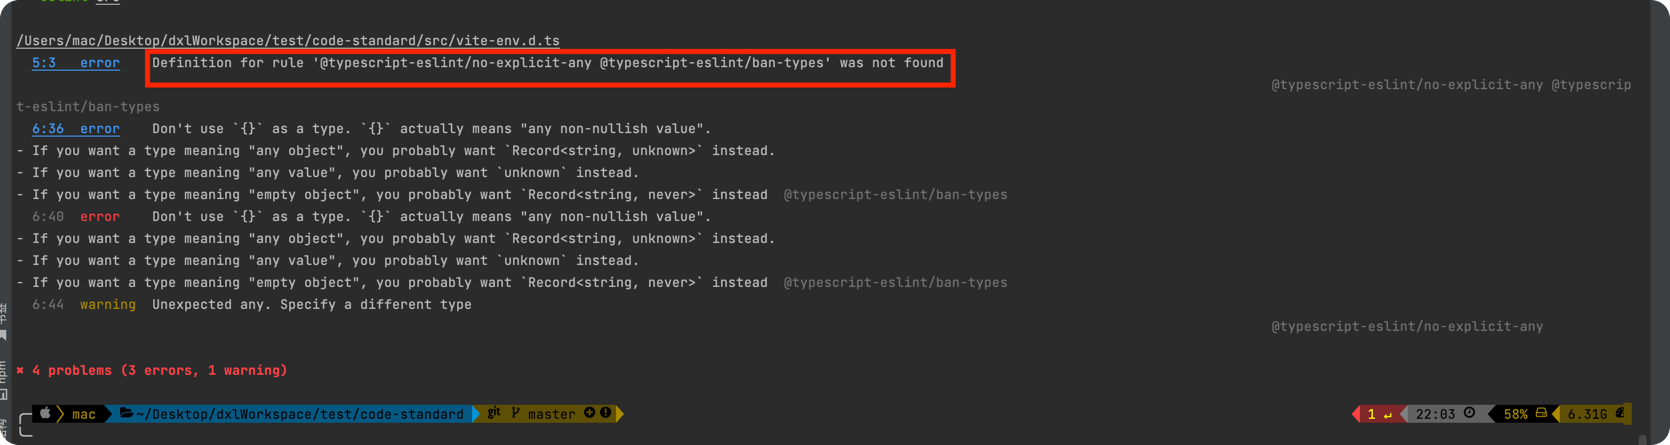 /Users/mac/Desktop/dxlWorkspace/test/code-standard/src/vite-env.d.ts
5:3 error Definition for rule '@typescript-eslint/no-explicit-any @typescript-eslint/ban-types' was not found
@typescript-eslint/no-explicit-any @typescrip
t-eslint/ban-types
6:36 error Don't use `{}` as a type. `{}` actually means "any non-nullish value".
- If you want a type meaning "any object", you probably want `Record<string, unknown>` instead.
- If you want a type meaning "any value", you probably want `unknown` instead.
- If you want a type meaning "empty object", you probably want `Record<string, never>` instead @typescript-eslint/ban-types
6:40 error Don't use `{}` as a type. `{}` actually means "any non-nullish value".
- If you want a type meaning "any object", you probably want `Record<string, unknown>` instead.
- If you want a type meaning "any value", you probably want `unknown` instead.
- If you want a type meaning "empty object", you probably want `Record<string, never>` instead @typescript-eslint/ban-types
6:44 warning Unexpected any. Specify a different type
@typescript-eslint/no-explicit-any
✖ 4 problems (3 errors, 1 warning)
mac ~/Desktop/dxlWorkspace/test/code-standard git master 1 ↵ 22:03 58% 6.31G
书签
npm
结构